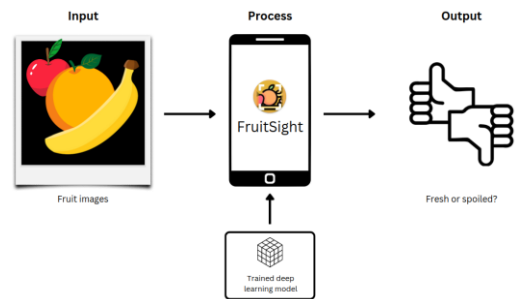 Input
Process
Output
FruitSight
Fruit images
Fresh or spoiled?
Trained deep
learning model